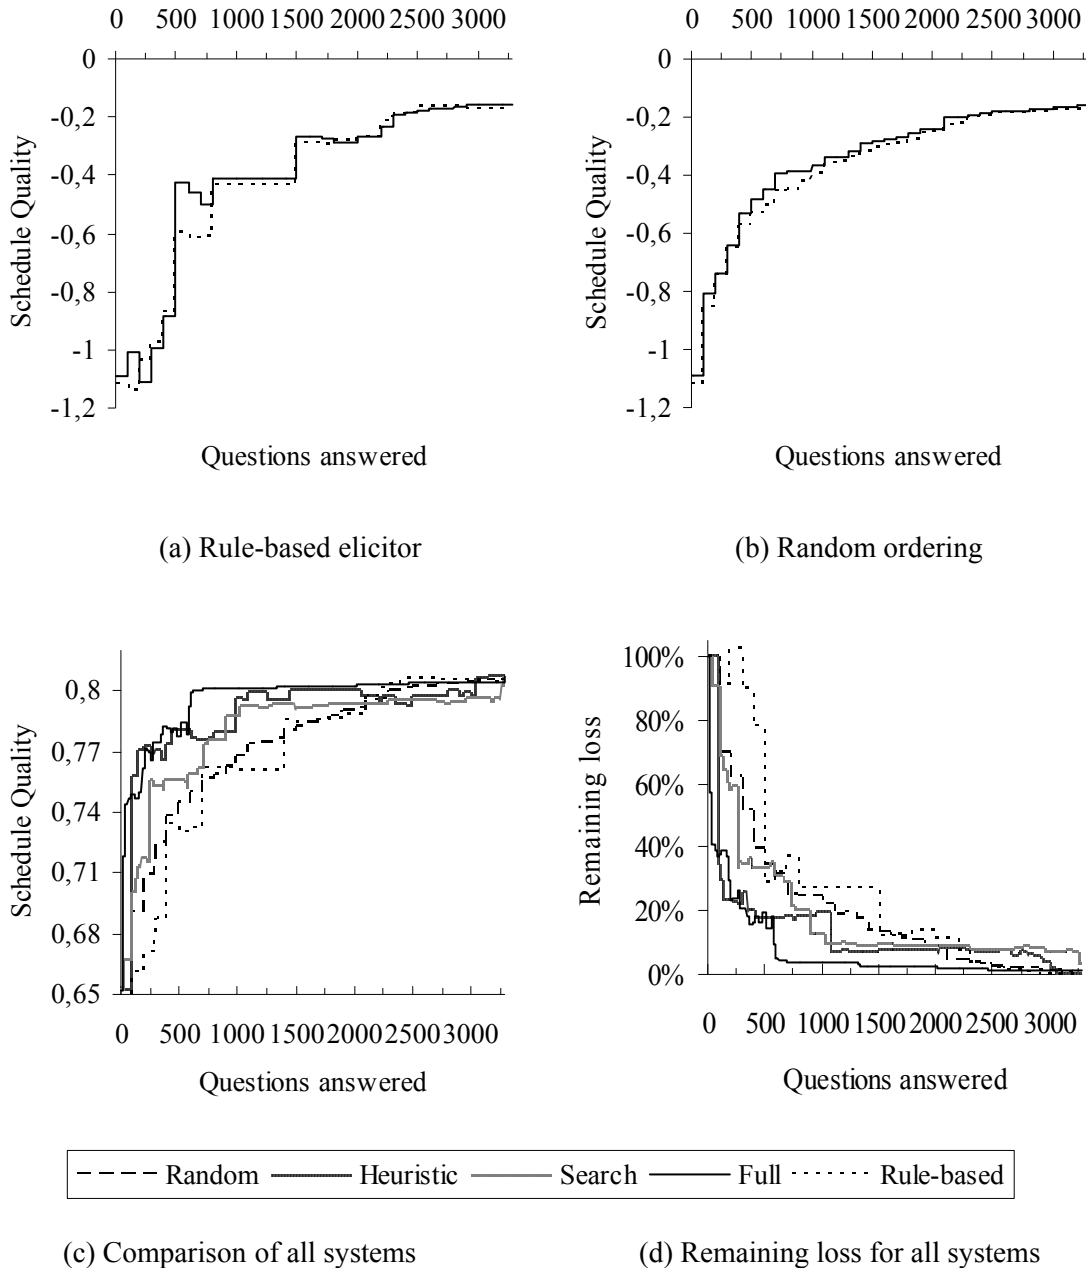 0 500 1000 1500 2000 2500 3000
0
-0,2
-0,4
-0,6
-0,8
-1
-1,2
Schedule Quality
Questions answered
(a) Rule-based elicitor
0 500 1000 1500 2000 2500 3000
0
-0,2
-0,4
-0,6
-0,8
-1
-1,2
Schedule Quality
Questions answered
(b) Random ordering
0,8
0,77
0,74
0,71
0,68
0,65
Schedule Quality
0 500 1000 1500 2000 2500 3000
Questions answered
100%
80%
60%
40%
20%
0%
Remaining loss
0 500 1000 1500 2000 2500 3000
Questions answered
Random Heuristic Search Full Rule-based
(c) Comparison of all systems
(d) Remaining loss for all systems